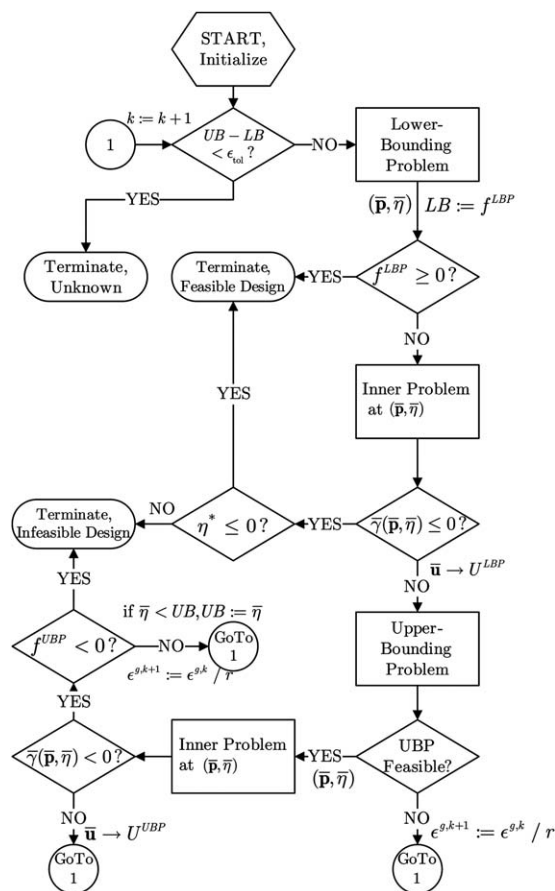 START,
Initialize
k := k + 1
1
UB − LB
< ϵ_tol ?
NO
Lower-
Bounding
Problem
YES
(p̅, η̅) LB := f^{LBP}
Terminate,
Unknown
Terminate,
Feasible Design
YES
f^{LBP} ≥ 0 ?
NO
Inner Problem
at (p̅, η̅)
YES
Terminate,
Infeasible Design
NO
η* ≤ 0 ?
YES
γ̅(p̅, η̅) ≤ 0 ?
u̅ → U^{LBP}
NO
YES
if η̅ < UB, UB := η̅
f^{UBP} < 0 ?
NO
GoTo
1
ϵ^{g,k+1} := ϵ^{g,k} / r
Upper-
Bounding
Problem
YES
γ̅(p̅, η̅) < 0 ?
Inner Problem
at (p̅, η̅)
YES
(p̅, η̅)
UBP
Feasible?
NO
u̅ → U^{UBP}
NO
ϵ^{g,k+1} := ϵ^{g,k} / r
GoTo
1
GoTo
1